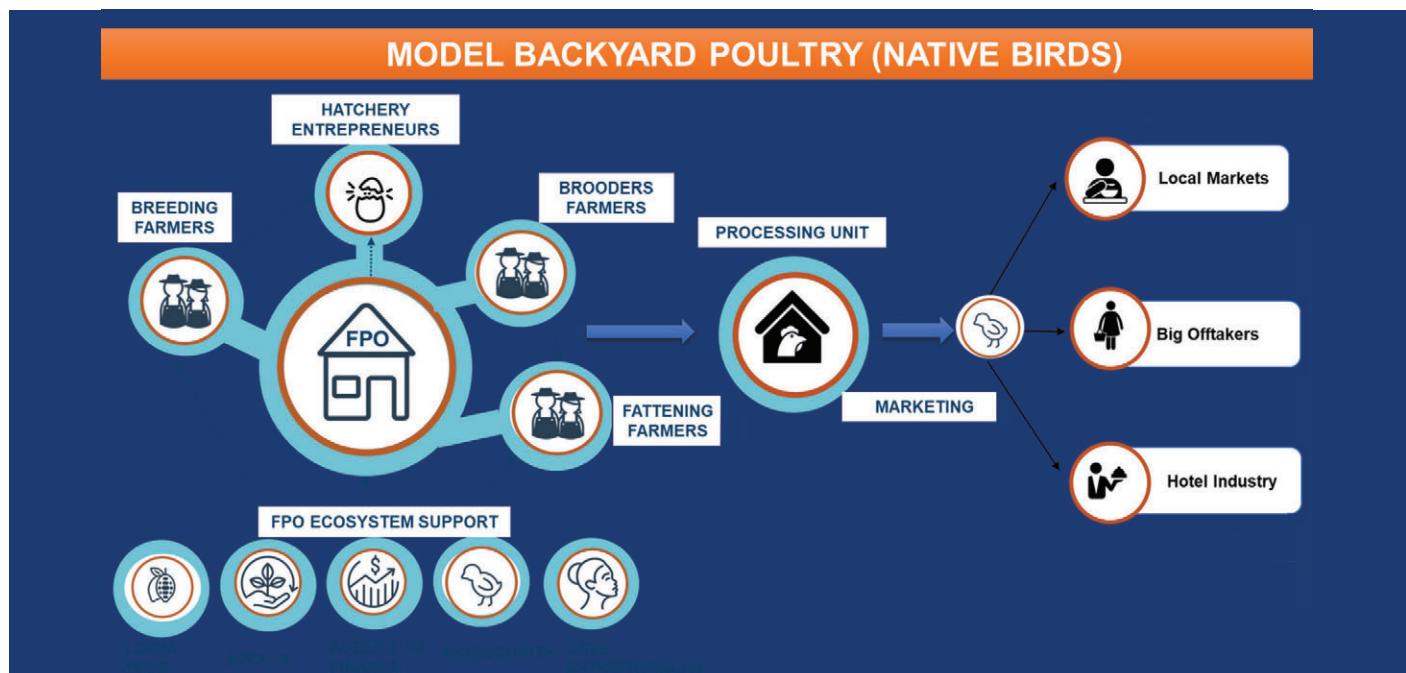 MODEL BACKYARD POULTRY (NATIVE BIRDS)
HATCHERY
ENTREPRENEURS
BREEDING
FARMERS
BROODERS
FARMERS
FPO
FATTENING
FARMERS
PROCESSING UNIT
MARKETING
Local Markets
Big Offtakers
Hotel Industry
FPO ECOSYSTEM SUPPORT
$